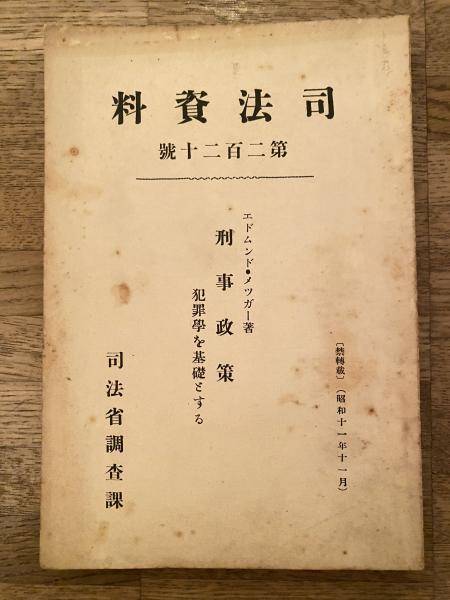 司法資料
第二百二十號
〔禁轉載〕（昭和十一年十一月）
エドムンド・メツガー著
刑事政策
犯罪學を基礎とする
司法省調査課